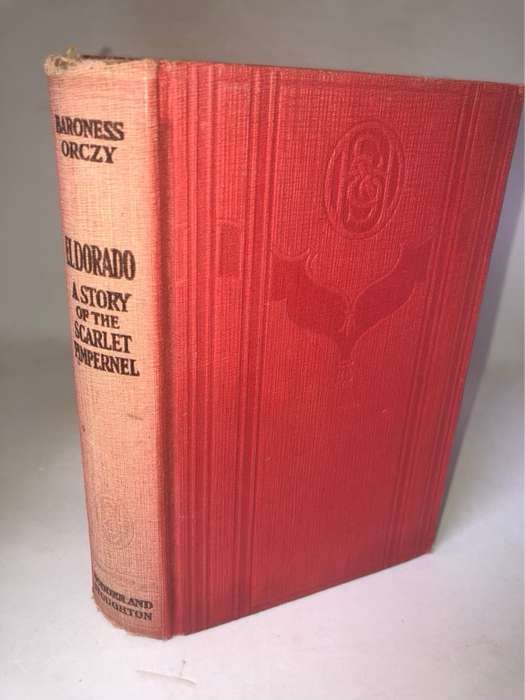 BARONESS
ORCZY
ELDORADO
A STORY
OF THE
SCARLET
PIMPERNEL
HODDER AND
STOUGHTON